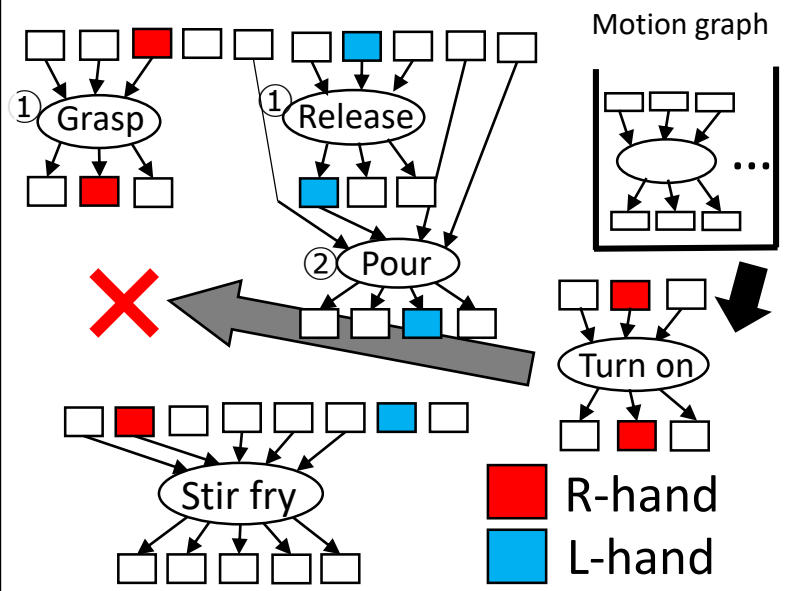 Motion graph
① Grasp
① Release
...
② Pour
Turn on
Stir fry
R-hand
L-hand